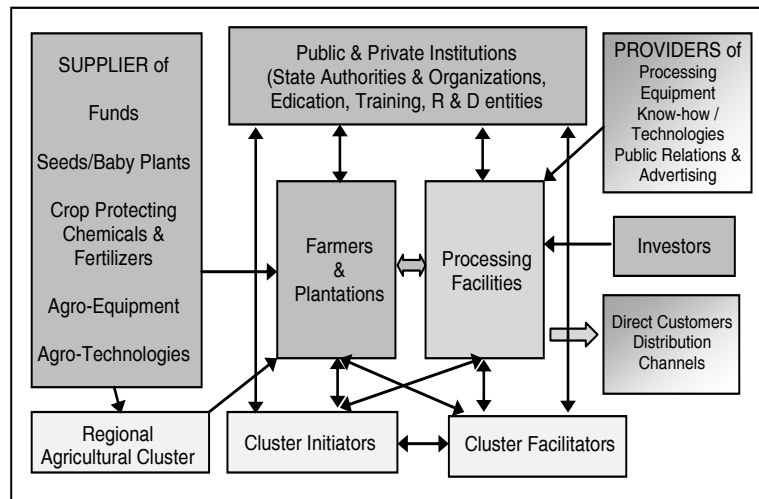 SUPPLIER of
Funds
Seeds/Baby Plants
Crop Protecting
Chemicals &
Fertilizers
Agro-Equipment
Agro-Technologies
Public & Private Institutions
(State Authorities & Organizations,
Edication, Training, R & D entities
PROVIDERS of
Processing
Equipment
Know-how /
Technologies
Public Relations &
Advertising
Farmers
&
Plantations
Processing
Facilities
Investors
Direct Customers
Distribution
Channels
Regional
Agricultural Cluster
Cluster Initiators
Cluster Facilitators